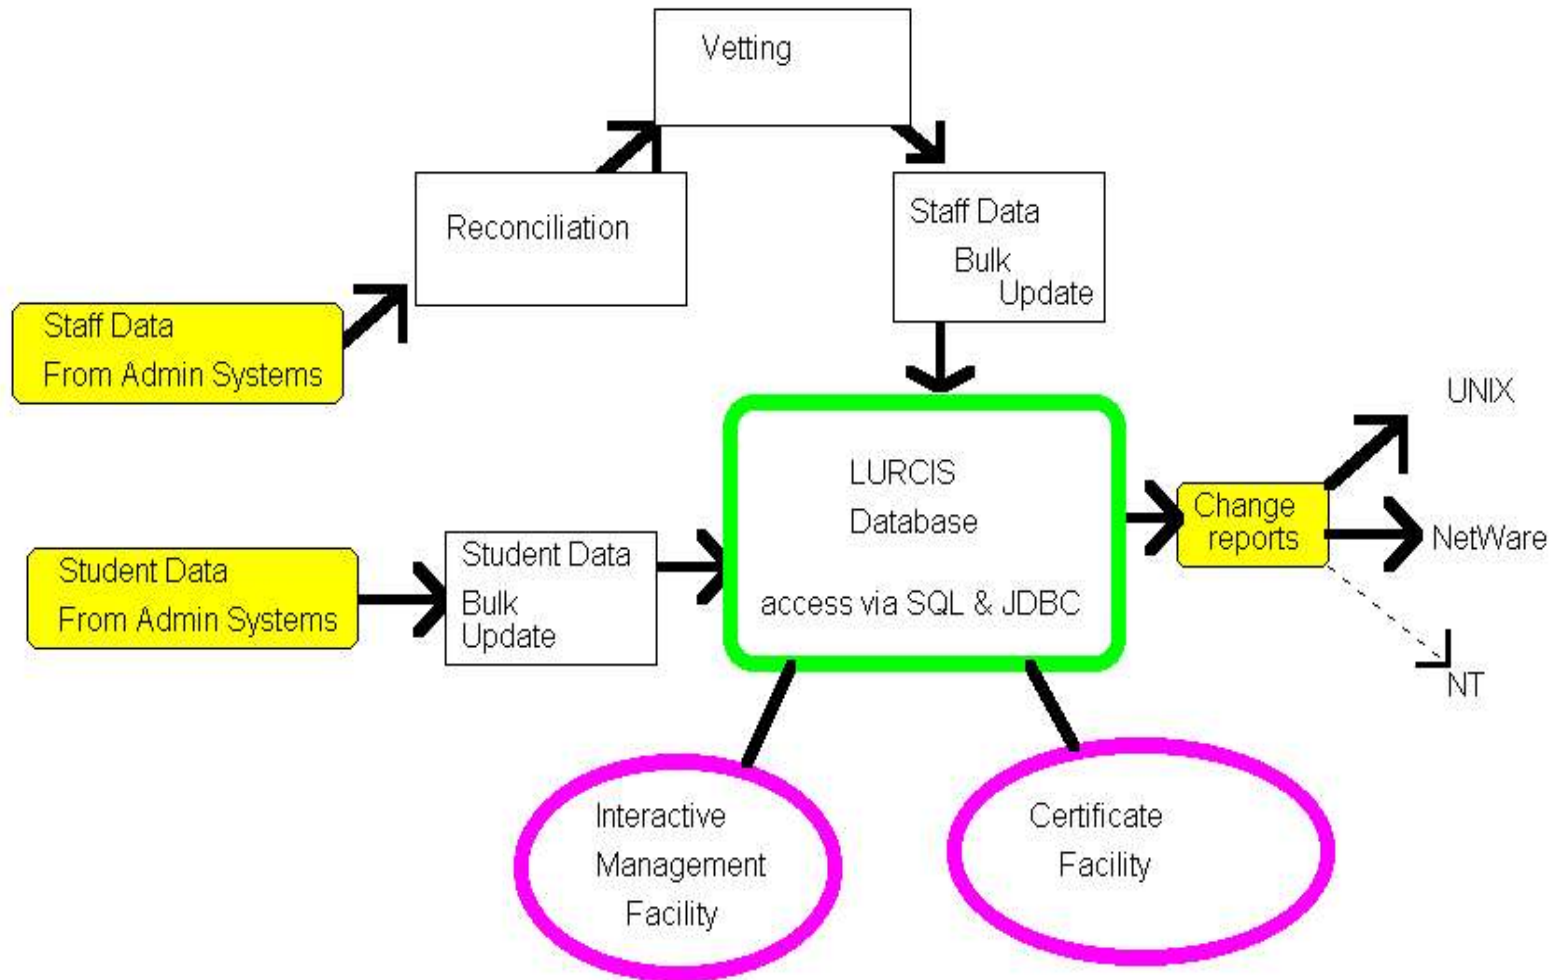 Vetting
Reconciliation
Staff Data
Bulk
Update
Staff Data
From Admin Systems
UNIX
LURCIS
Database
access via SQL & JDBC
Change
reports
NetWare
NT
Student Data
From Admin Systems
Student Data
Bulk
Update
Interactive
Management
Facility
Certificate
Facility